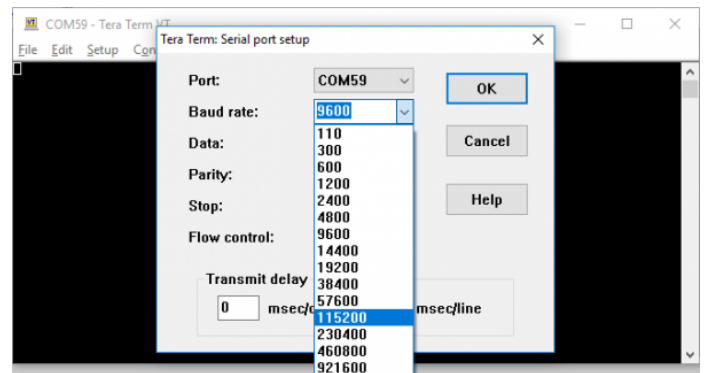 COM59 - Tera Term VT
File Edit Setup Con
Tera Term: Serial port setup
Port: COM59 OK
Baud rate: 9600
Data: Cancel
Parity:
Stop: Help
Flow control:
110
300
600
1200
2400
4800
9600
14400
19200
38400
57600
115200
230400
460800
921600
Transmit delay
0 msec/c msec/line